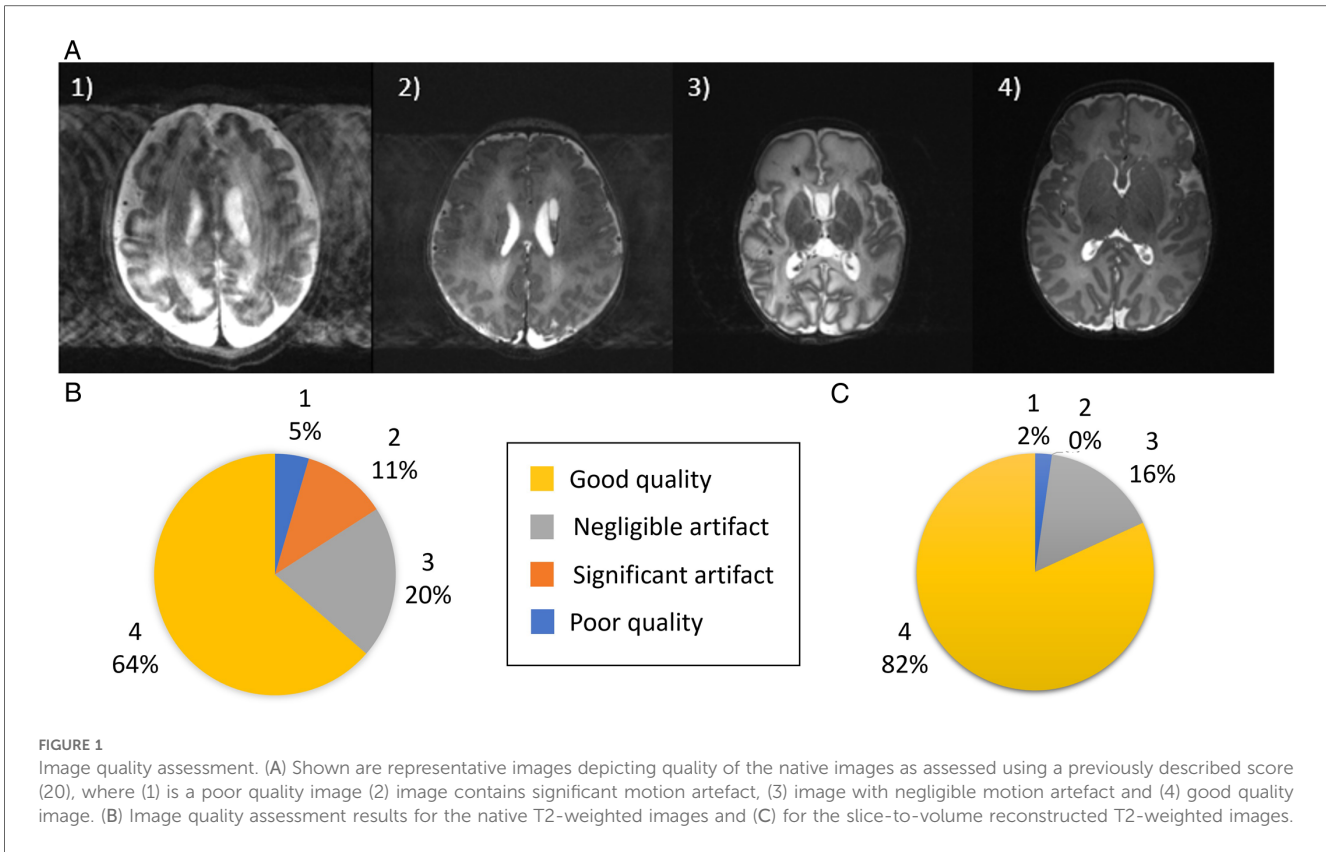 A
1)
2)
3)
4)
B
1
5%
2
11%
3
20%
4
64%
Good quality
Negligible artifact
Significant artifact
Poor quality
C
1
2%
2
0%
3
16%
4
82%
FIGURE 1
Image quality assessment. (A) Shown are representative images depicting quality of the native images as assessed using a previously described score
(20), where (1) is a poor quality image (2) image contains significant motion artefact, (3) image with negligible motion artefact and (4) good quality
image. (B) Image quality assessment results for the native T2-weighted images and (C) for the slice-to-volume reconstructed T2-weighted images.